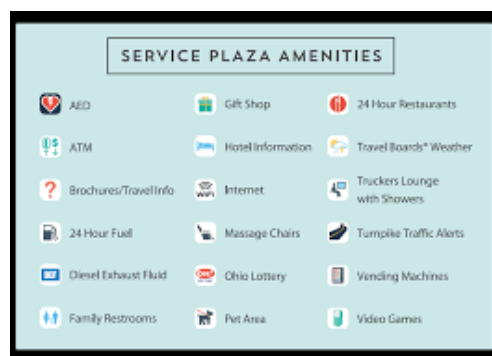 SERVICE PLAZA AMENITIES
AED
Gift Shop
24 Hour Restaurants
ATM
Hotel Information
Travel Boards* Weather
Brochures/Travel Info
WiFi
Internet
Truckers Lounge
with Showers
24 Hour Fuel
Massage Chairs
Turnpike Traffic Alerts
Diesel Exhaust Fluid
Ohio Lottery
Vending Machines
Family Restrooms
Pet Area
Video Games